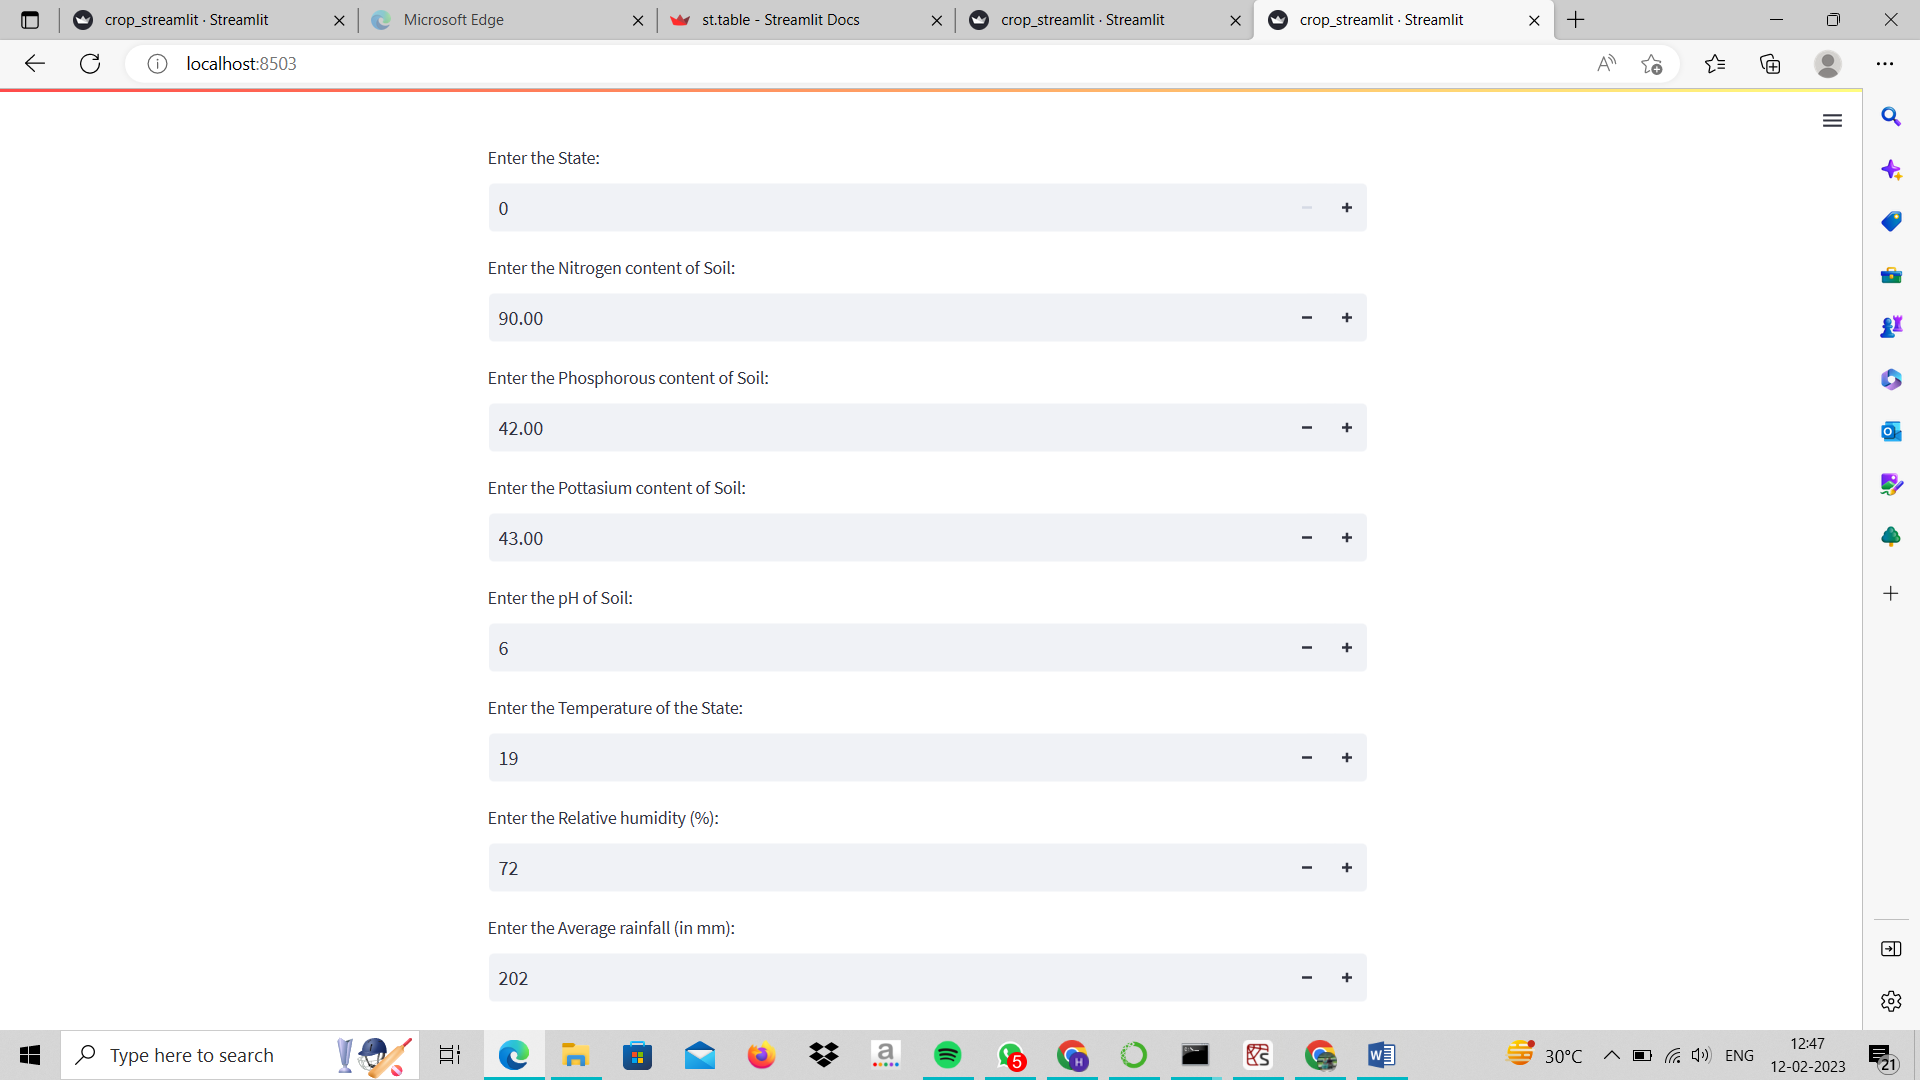 crop_streamlit · Streamlit
Microsoft Edge
st.table - Streamlit Docs
crop_streamlit · Streamlit
crop_streamlit · Streamlit
localhost:8503
Enter the State:
0
Enter the Nitrogen content of Soil:
90.00
Enter the Phosphorous content of Soil:
42.00
Enter the Pottasium content of Soil:
43.00
Enter the pH of Soil:
6
Enter the Temperature of the State:
19
Enter the Relative humidity (%):
72
Enter the Average rainfall (in mm):
202
Type here to search
a
5
H
30°C
ENG
12:47
12-02-2023
21